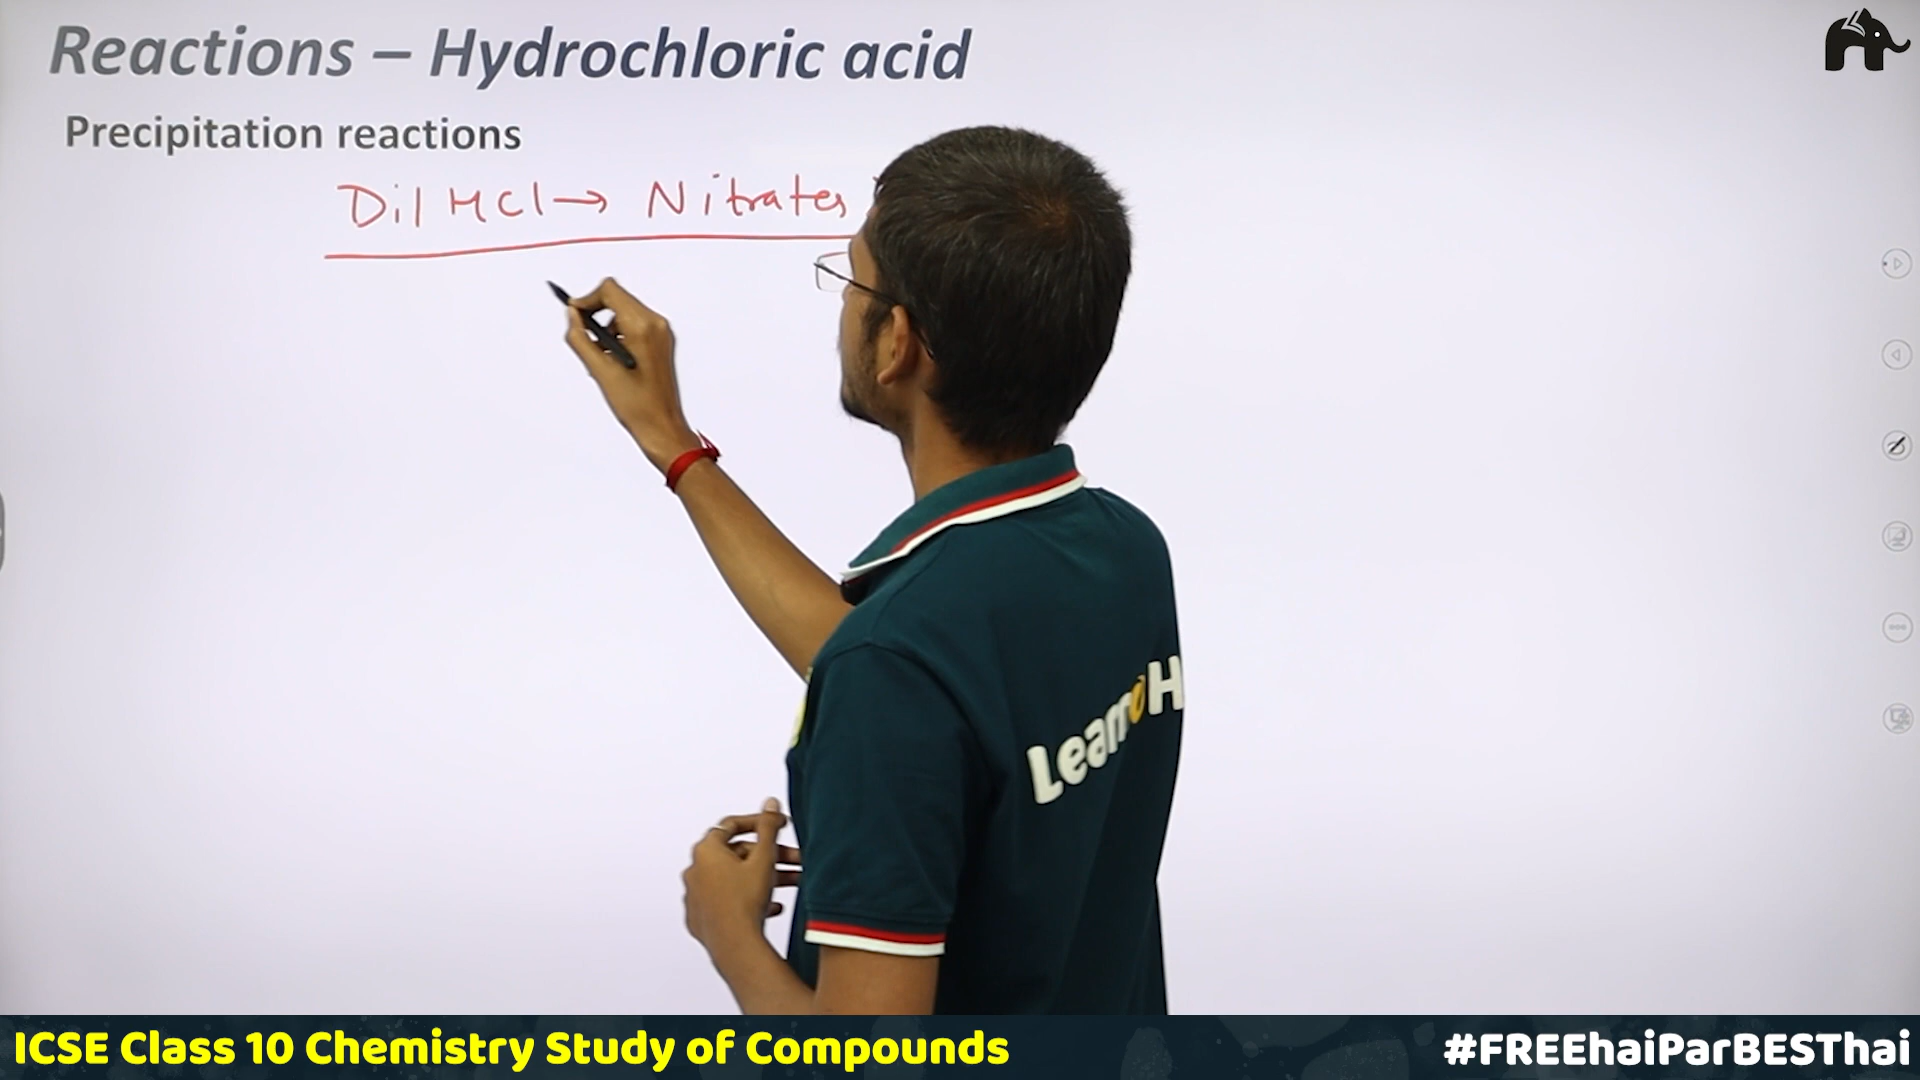 Reactions – Hydrochloric acid
Precipitation reactions
Dil HCl → Nitrates
Learn
ICSE Class 10 Chemistry Study of Compounds
#FREEhaiParBESThai